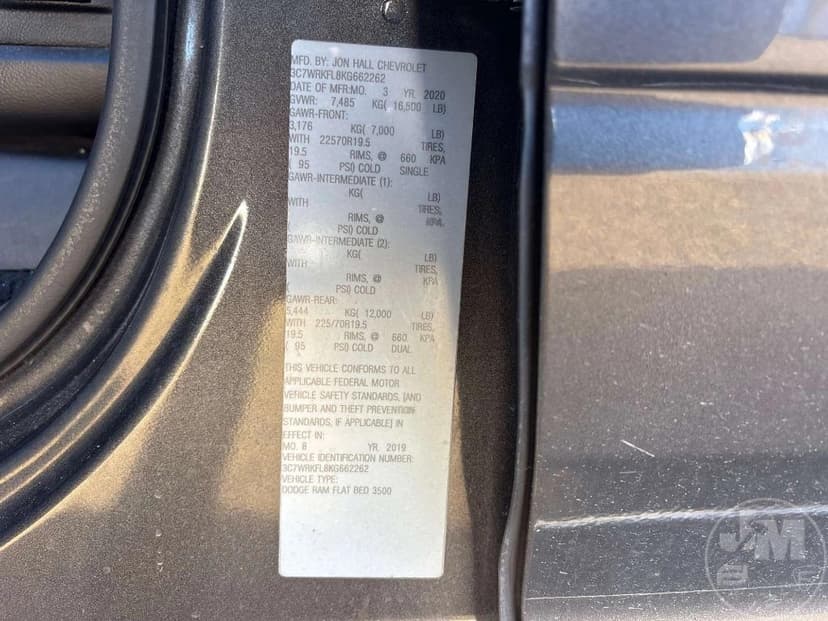 MFD. BY: JON HALL CHEVROLET
3C7WRKFL8KG662262
DATE OF MFR:MO. 3 YR. 2020
GVWR: 7,485 KG( 16,500 LB)
GAWR-FRONT:
3,176 KG( 7,000 LB)
WITH 22570R19.5 TIRES,
19.5 RIMS, @ 660 KPA
( 95 PSI) COLD SINGLE
GAWR-INTERMEDIATE (1):
KG( LB)
WITH TIRES,
RIMS, @ KPA
( PSI) COLD
GAWR-INTERMEDIATE (2):
KG( LB)
WITH TIRES,
RIMS, @ KPA
( PSI) COLD
GAWR-REAR:
5,444 KG( 12,000 LB)
WITH 225/70R19.5 TIRES,
19.5 RIMS, @ 660 KPA
( 95 PSI) COLD DUAL
THIS VEHICLE CONFORMS TO ALL
APPLICABLE FEDERAL MOTOR
VEHICLE SAFETY STANDARDS, [AND
BUMPER AND THEFT PREVENTION
STANDARDS, IF APPLICABLE] IN
EFFECT IN:
MO. 8 YR. 2019
VEHICLE IDENTIFICATION NUMBER:
3C7WRKFL8KG662262
VEHICLE TYPE:
DODGE RAM FLAT BED 3500
J★M